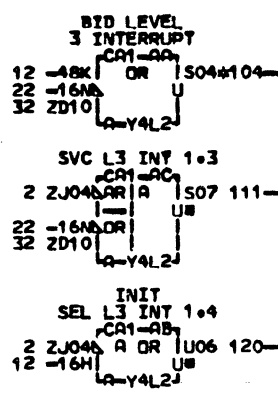 BID LEVEL
3 INTERRUPT
CA1-AA
12 -48K OR S04*104
22 -16N U
32 ZD10
A-Y4L2
SVC L3 INT 1.3
CA1-AC
2 ZJ04 AR A S07 111
U*
22 -16N OR
32 ZD10
A-Y4L2
INIT
SEL L3 INT 1.4
CA1-AB
2 ZJ04 A OR U06 120
12 -16H U*
A-Y4L2